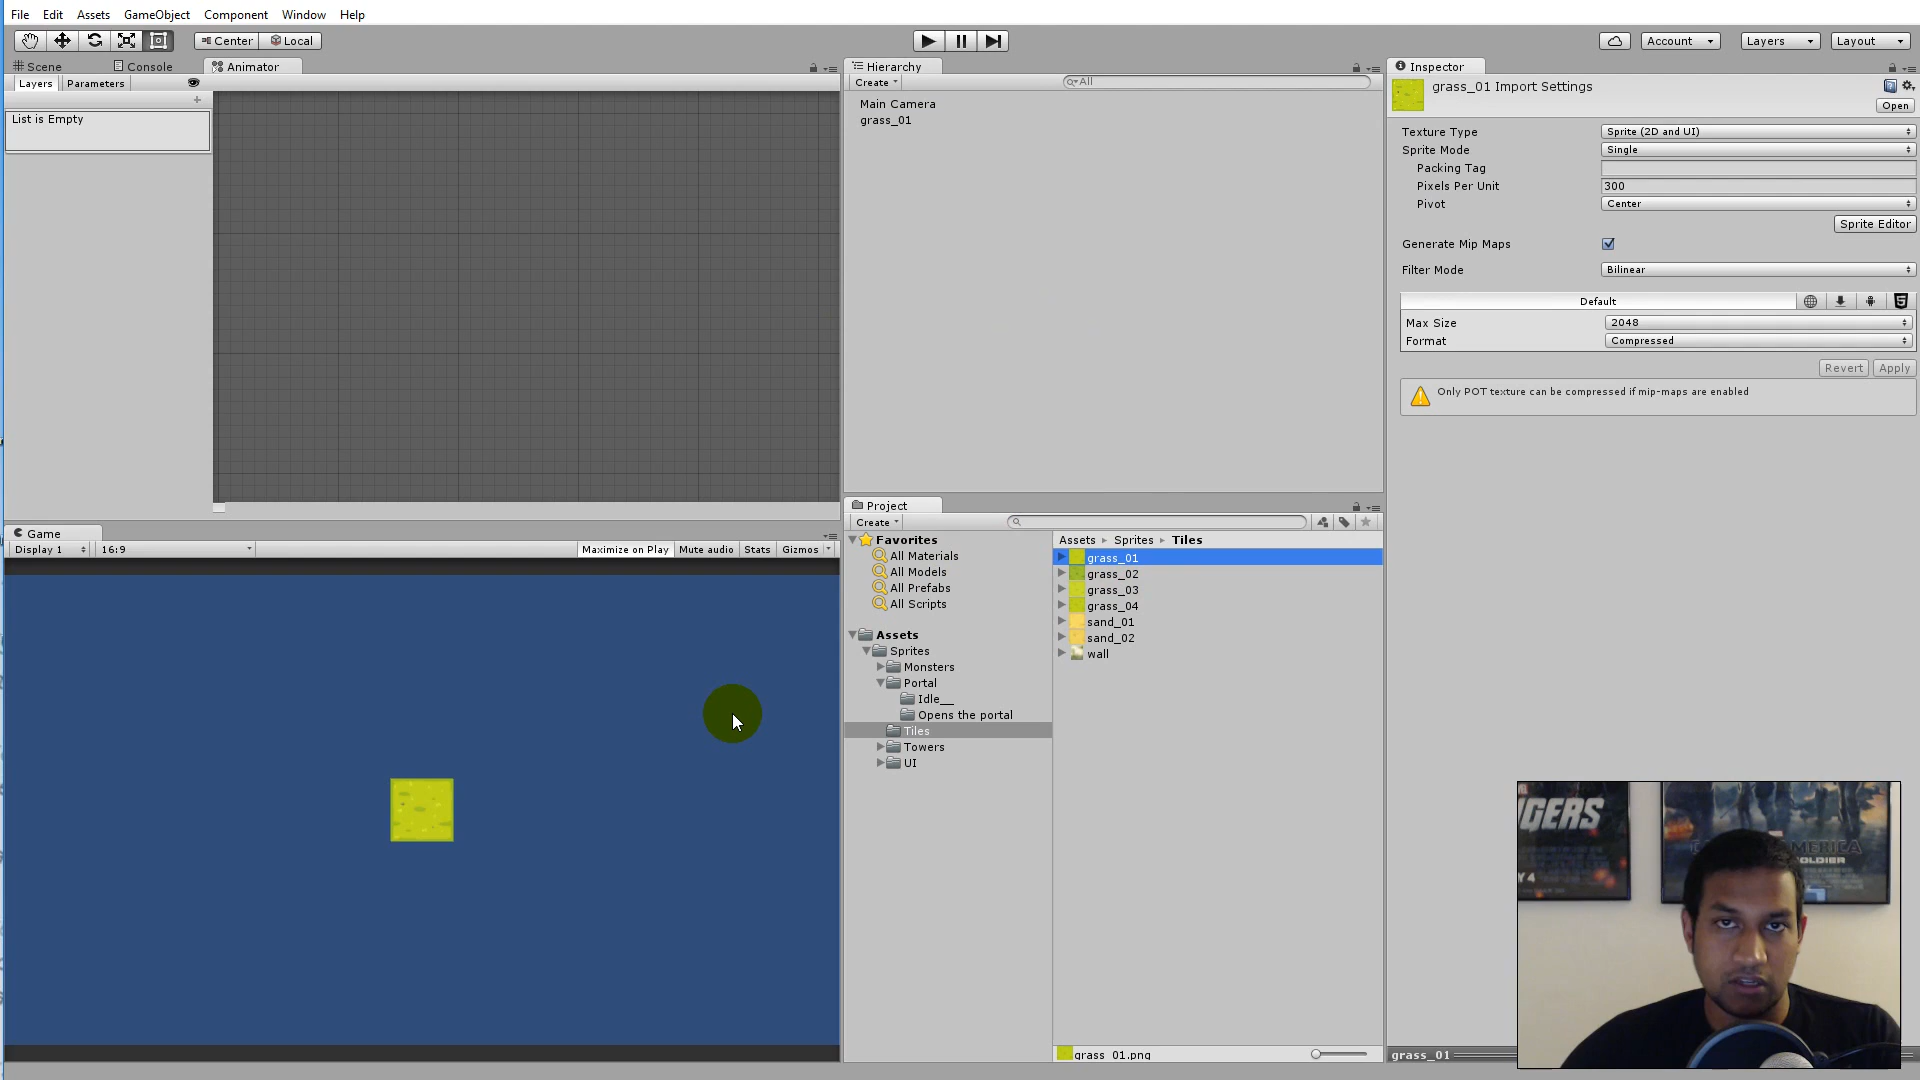 File Edit Assets GameObject Component Window Help
Center Local
Account Layers Layout
Scene Console Animator
Layers Parameters
List is Empty
Hierarchy
Create All
Main Camera
grass_01
Inspector
grass_01 Import Settings
Open
Texture Type Sprite (2D and UI)
Sprite Mode Single
Packing Tag
Pixels Per Unit 300
Pivot Center
Sprite Editor
Generate Mip Maps
Filter Mode Bilinear
Default
Max Size 2048
Format Compressed
Revert Apply
Only POT texture can be compressed if mip-maps are enabled
Game
Display 1 16:9 Maximize on Play Mute audio Stats Gizmos
Project
Create
Favorites
All Materials
All Models
All Prefabs
All Scripts
Assets
Sprites
Monsters
Portal
Idle__
Opens the portal
Tiles
Towers
UI
Assets Sprites Tiles
grass_01
grass_02
grass_03
grass_04
sand_01
sand_02
wall
grass_01.png
grass_01